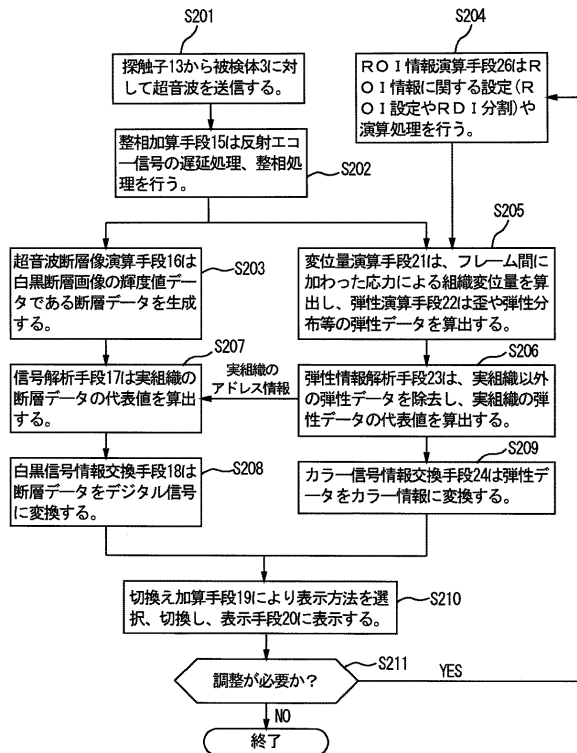 S201
探触子13から被検体3に対
して超音波を送信する。
S204
ROI情報演算手段26はR
OI情報に関する設定(R
OI設定やRDI分割)や
演算処理を行う。
整相加算手段15は反射エコ
ー信号の遅延処理、整相処
理を行う。
S202
超音波断層像演算手段16は
白黒断層画像の輝度値デー
タである断層データを生成
する。
S203
S205
変位量演算手段21は、フレーム間に
加わった応力による組織変位量を算
出し、弾性演算手段22は歪や弾性分
布等の弾性データを算出する。
S207
信号解析手段17は実組織の
断層データの代表値を算出
する。
実組織の
アドレス情報
S206
弾性情報解析手段23は、実組織以外
の弾性データを除去し、実組織の弾
性データの代表値を算出する。
S208
白黒信号情報交換手段18は
断層データをデジタル信号
に変換する。
S209
カラー信号情報交換手段24は弾性デ
ータをカラー情報に変換する。
切換え加算手段19により表示方法を選
択、切換し、表示手段20に表示する。
S210
S211
調整が必要か?
YES
NO
終了